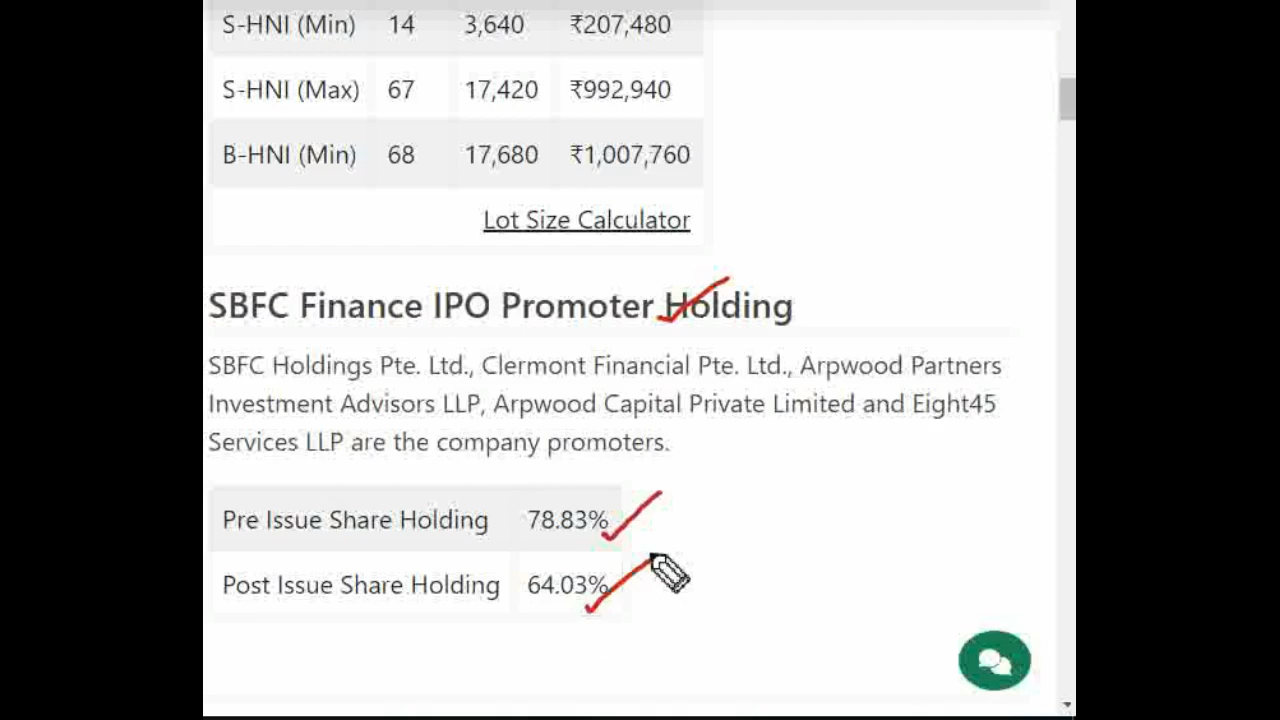 S-HNI (Min) 14 3,640 ₹207,480
S-HNI (Max) 67 17,420 ₹992,940
B-HNI (Min) 68 17,680 ₹1,007,760
Lot Size Calculator
SBFC Finance IPO Promoter Holding
SBFC Holdings Pte. Ltd., Clermont Financial Pte. Ltd., Arpwood Partners
Investment Advisors LLP, Arpwood Capital Private Limited and Eight45
Services LLP are the company promoters.
Pre Issue Share Holding 78.83%
Post Issue Share Holding 64.03%